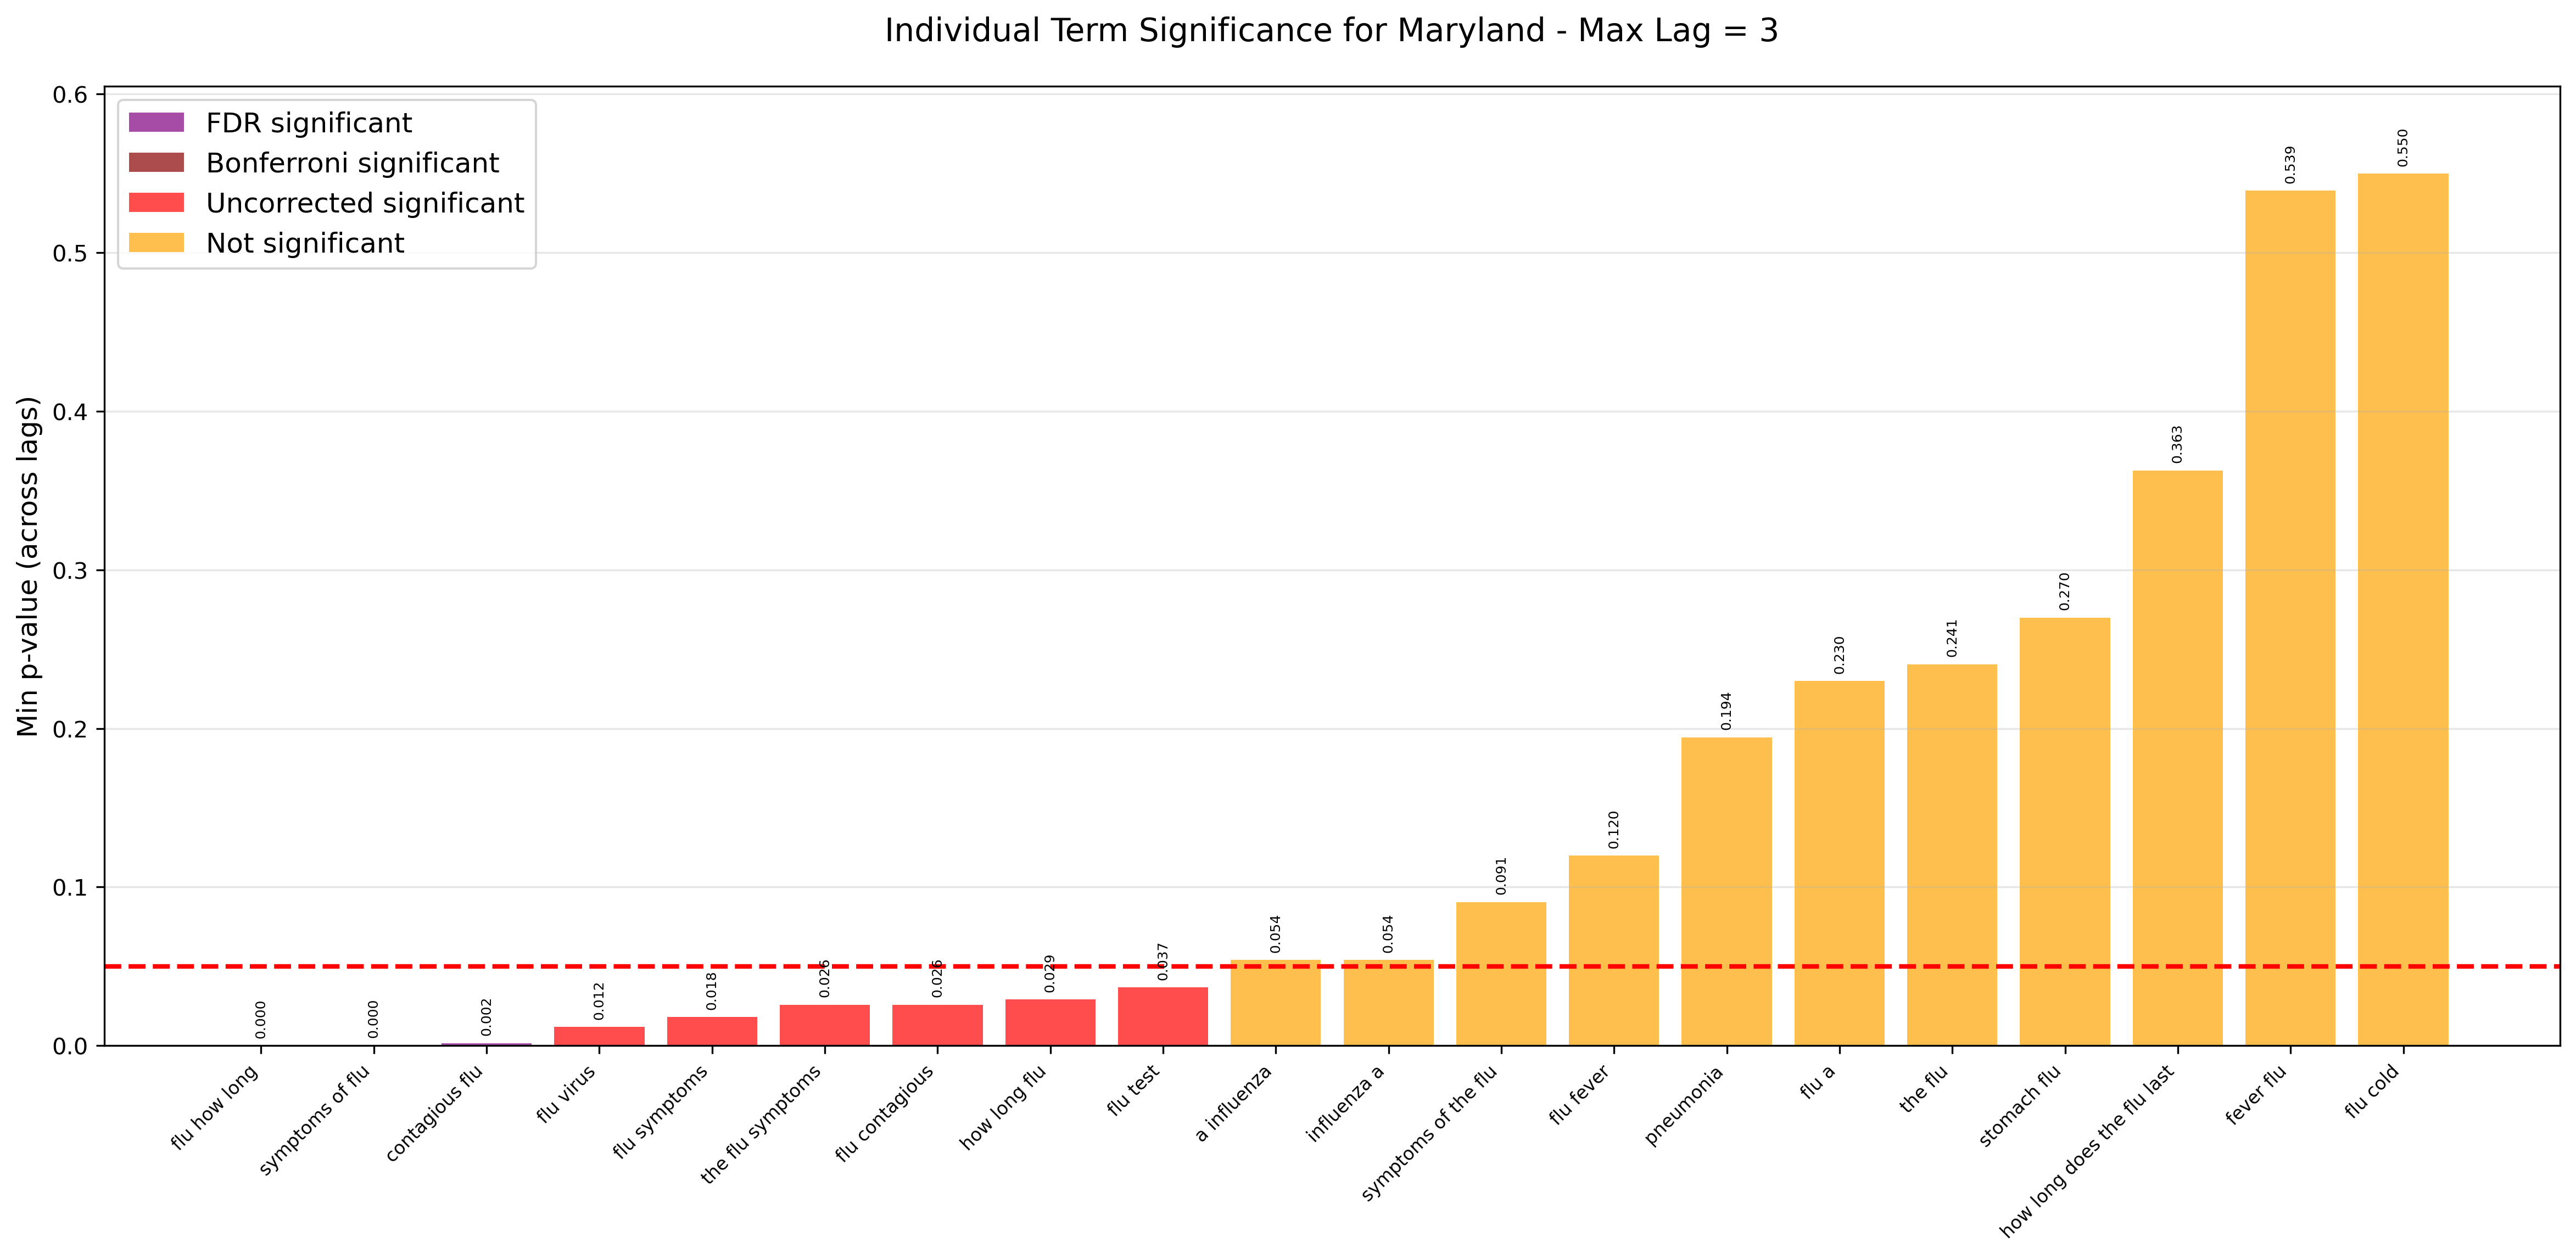 Individual Term Significance for Maryland - Max Lag = 3
FDR significant
Bonferroni significant
Uncorrected significant
Not significant
Min p-value (across lags)
0.6
0.5
0.4
0.3
0.2
0.1
0.0
0.000
0.000
0.002
0.012
0.018
0.026
0.026
0.029
0.037
0.054
0.054
0.091
0.120
0.194
0.230
0.241
0.270
0.363
0.539
0.550
flu how long
symptoms of flu
contagious flu
flu virus
flu symptoms
the flu symptoms
flu contagious
how long flu
flu test
a influenza
influenza a
symptoms of the flu
flu fever
pneumonia
flu a
the flu
stomach flu
how long does the flu last
fever flu
flu cold